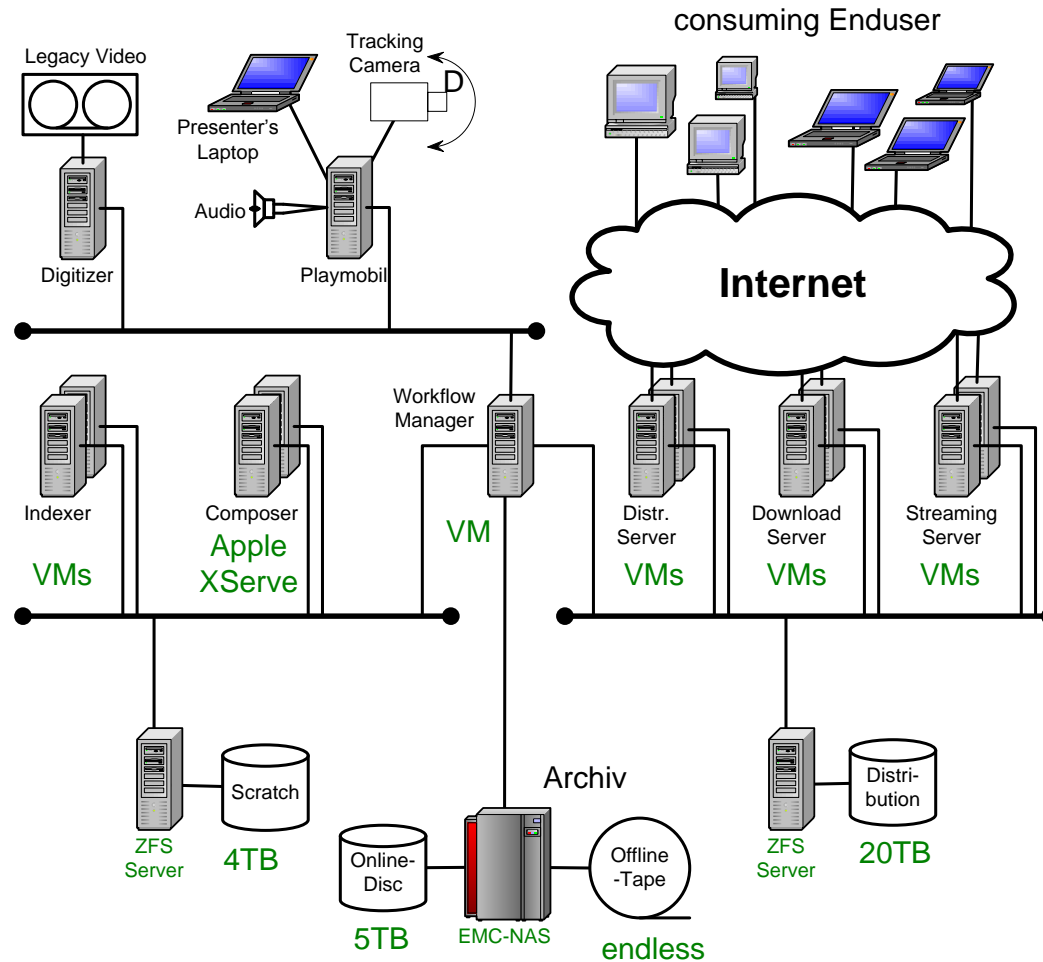 consuming Enduser
Legacy Video
Tracking
Camera
D
Presenter's
Laptop
Audio
Digitizer
Playmobil
Internet
Workflow
Manager
Indexer
VMs
Composer
Apple
XServe
VM
Distr.
Server
VMs
Download
Server
VMs
Streaming
Server
VMs
Scratch
ZFS
Server
4TB
Archiv
Online-
Disc
5TB
EMC-NAS
Offline
-Tape
endless
Distri-
bution
ZFS
Server
20TB